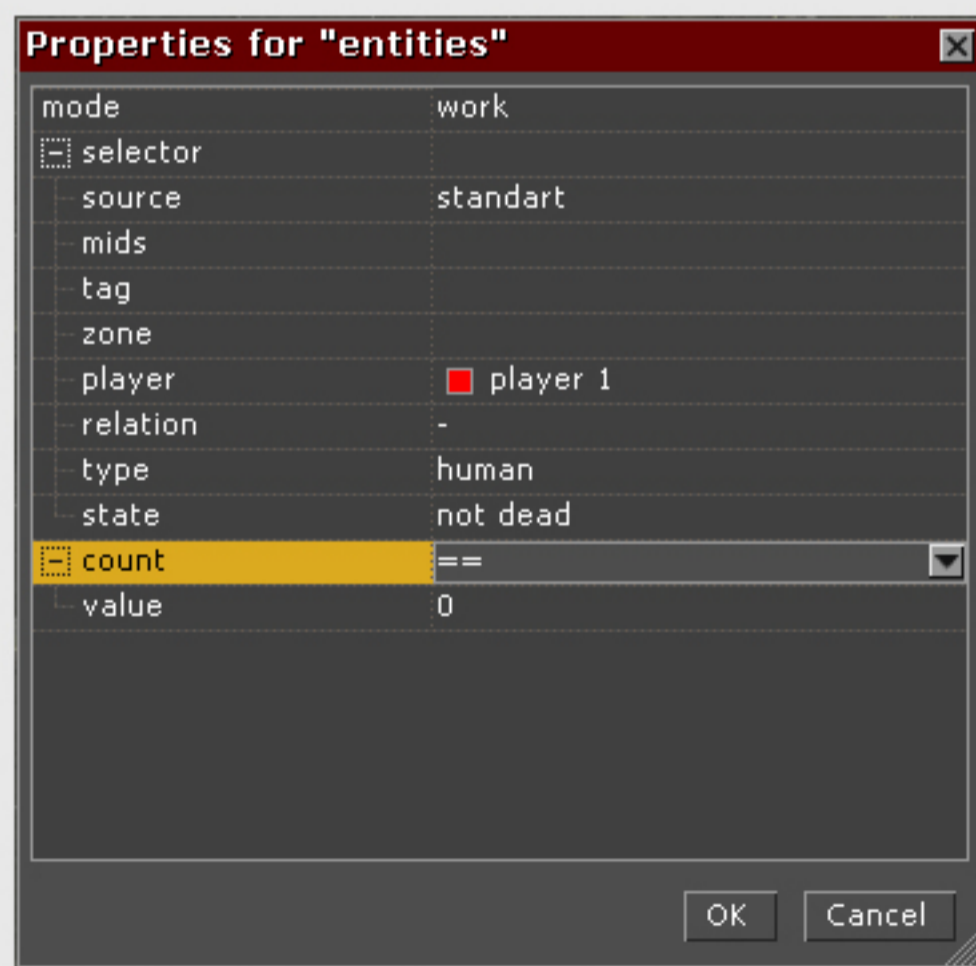 Properties for "entities"
mode work
selector
source standart
mids
tag
zone
player player 1
relation -
type human
state not dead
count ==
value 0
OK Cancel